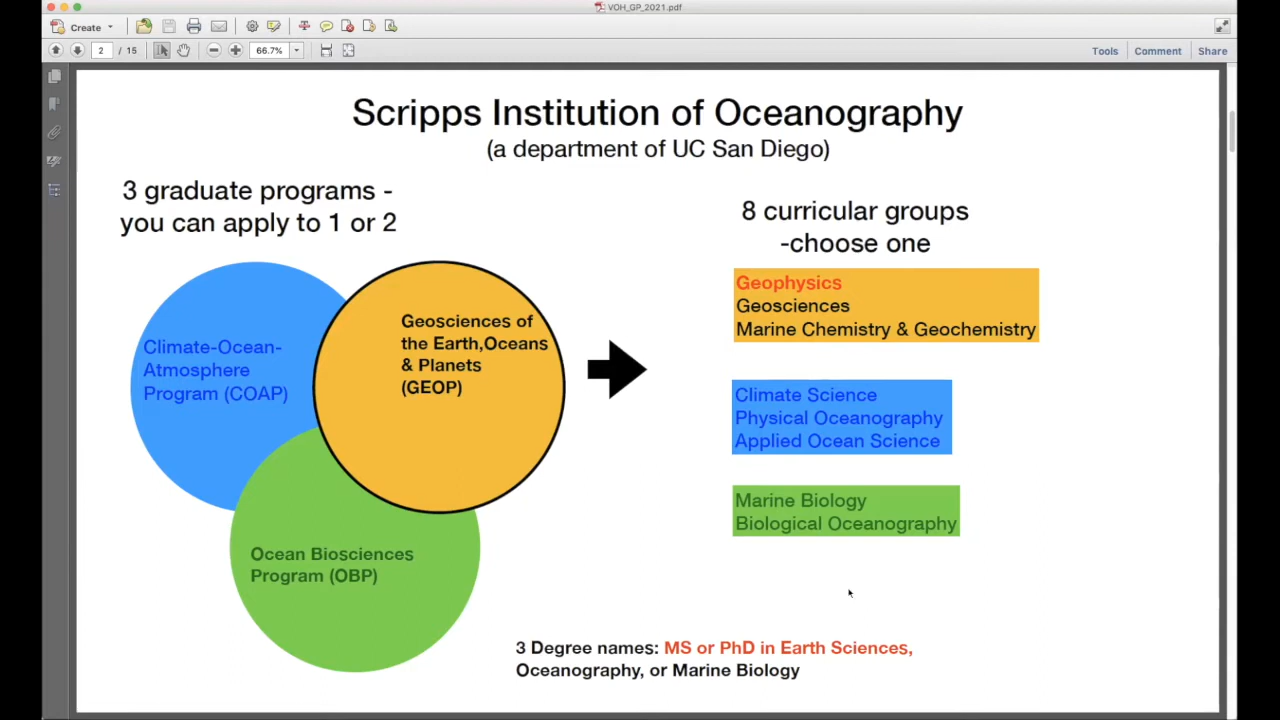 VOH_GP_2021.pdf
Create
2 / 15
66.7%
Tools
Comment
Share
Scripps Institution of Oceanography
(a department of UC San Diego)
3 graduate programs -
you can apply to 1 or 2
Climate-Ocean-
Atmosphere
Program (COAP)
Geosciences of
the Earth,Oceans
& Planets
(GEOP)
Ocean Biosciences
Program (OBP)
8 curricular groups
-choose one
Geophysics
Geosciences
Marine Chemistry & Geochemistry
Climate Science
Physical Oceanography
Applied Ocean Science
Marine Biology
Biological Oceanography
3 Degree names: MS or PhD in Earth Sciences,
Oceanography, or Marine Biology